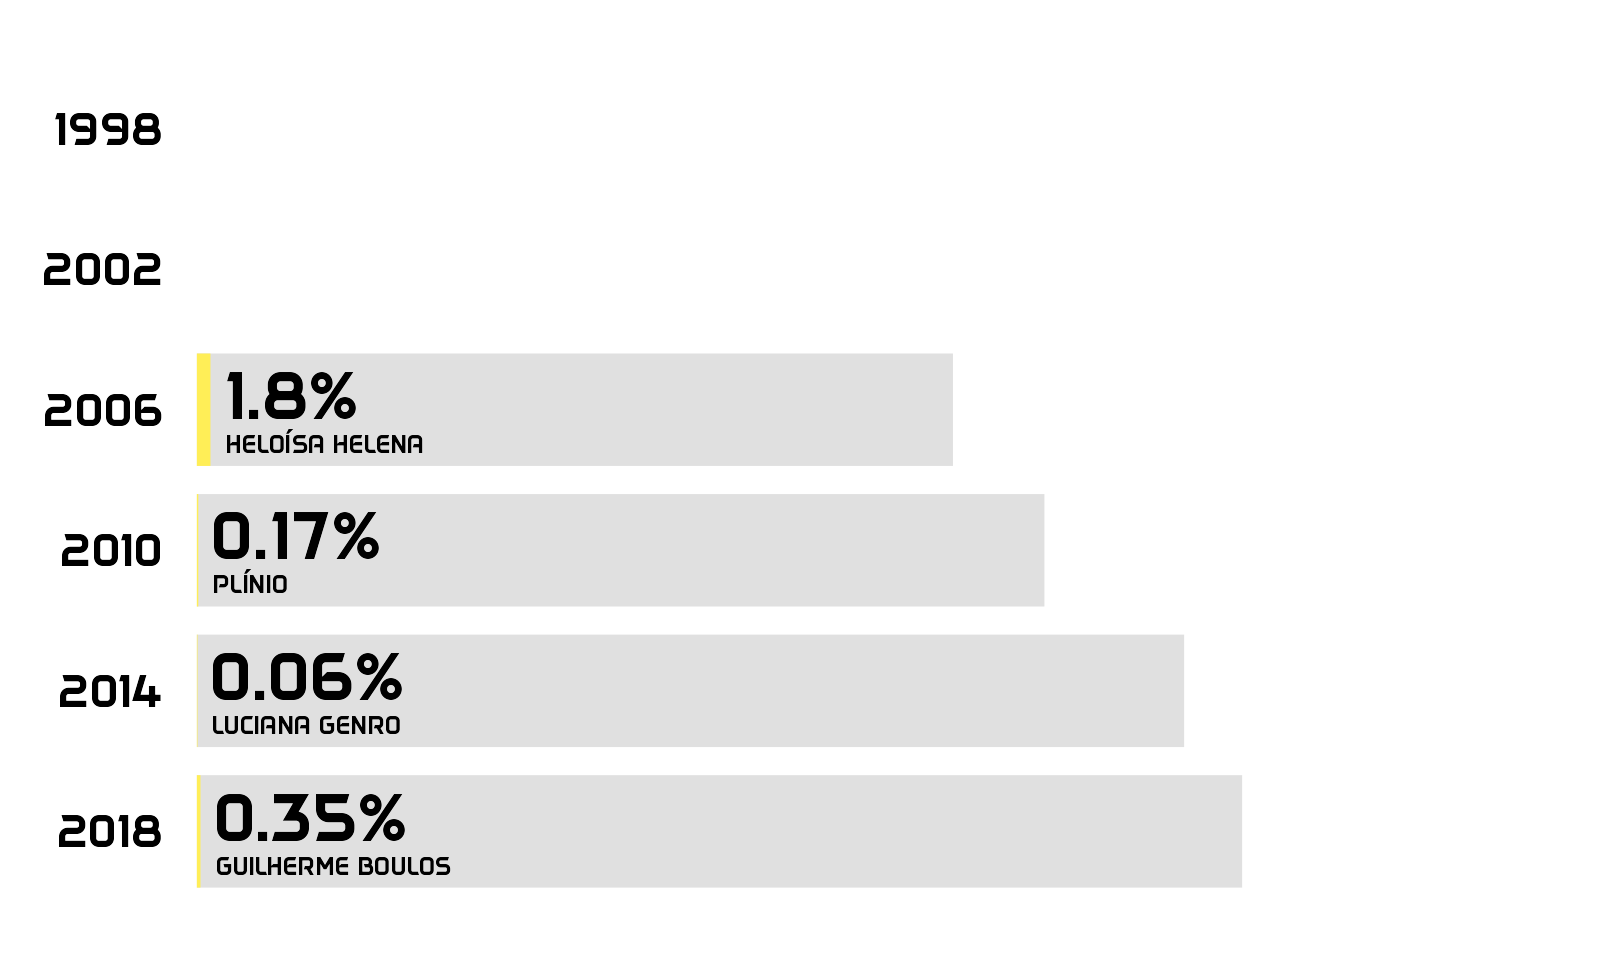 1998
2002
2006
1.8%
HELOÍSA HELENA
2010
0.17%
PLÍNIO
2014
0.06%
LUCIANA GENRO
2018
0.35%
GUILHERME BOULOS